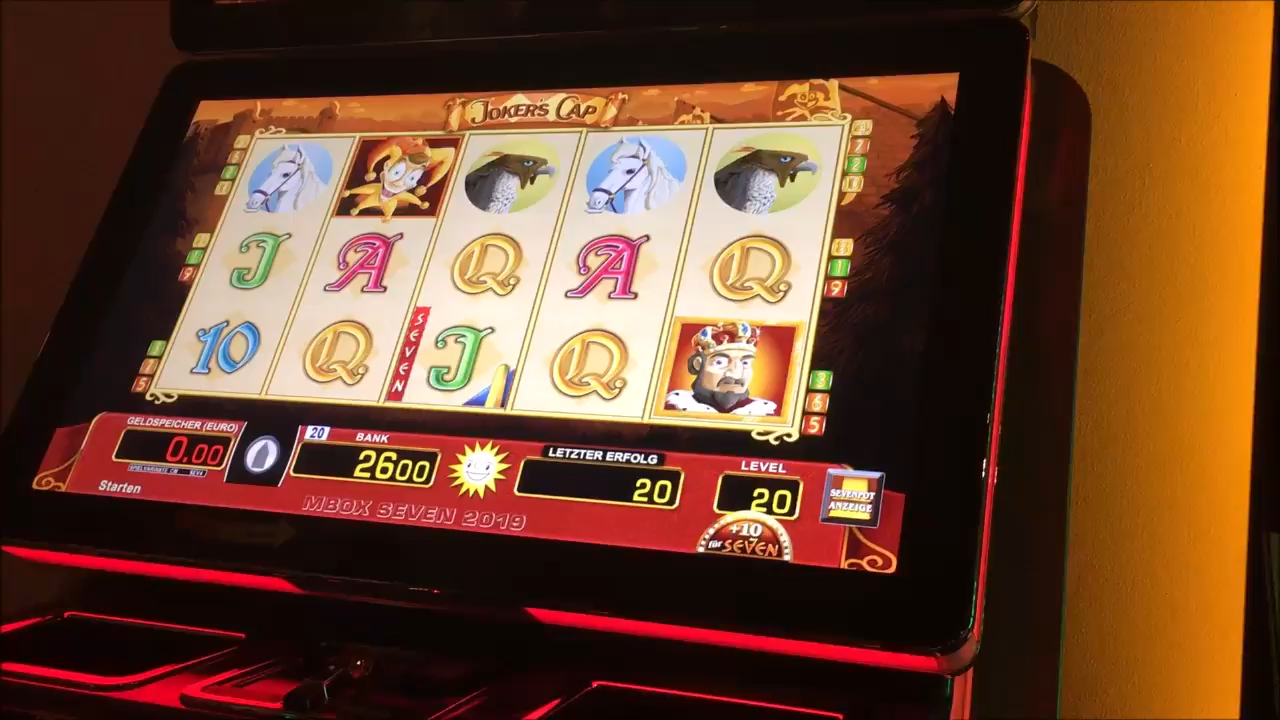 JOKER'S CAP
J A Q A Q
10 Q SEVEN J Q
GELDSPEICHER (EURO)
0,00
Starten
20 BANK
2600
LETZTER ERFOLG
20
LEVEL
20
SEVENPOT
ANZEIGE
MBOX SEVEN 2019
+10
für SEVEN